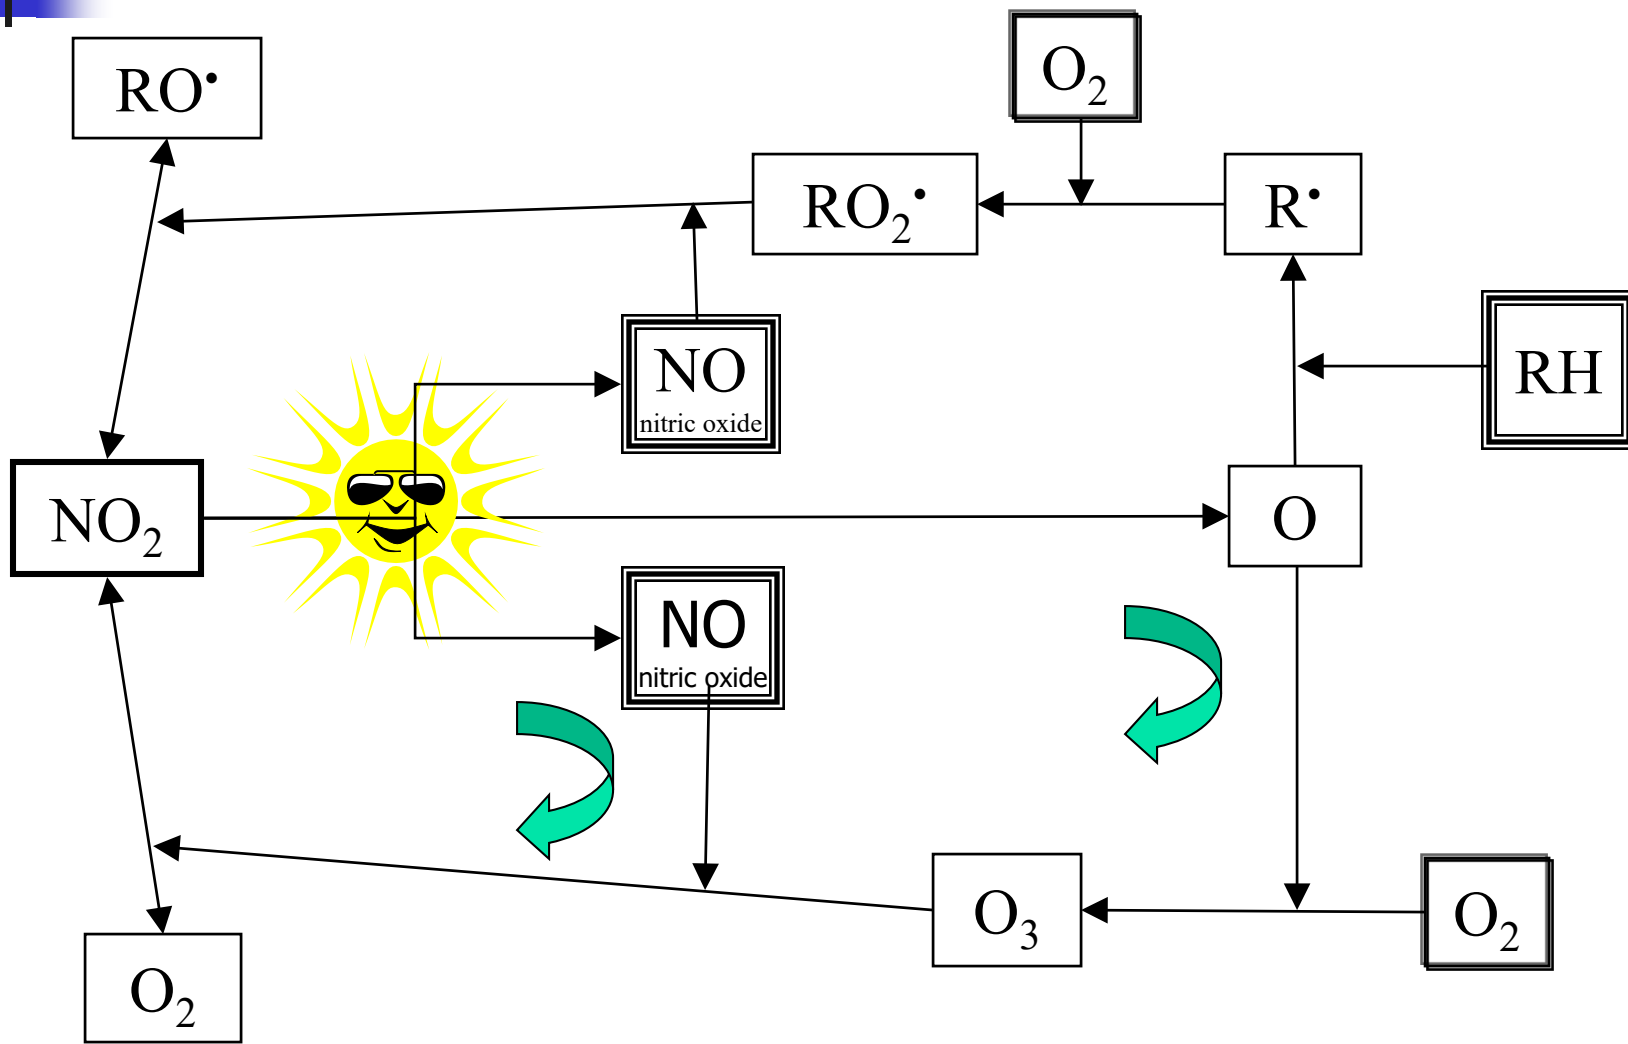 RO•
O2
RO2•
R•
NO
nitric oxide
RH
NO2
O
NO
nitric oxide
O3
O2
O2